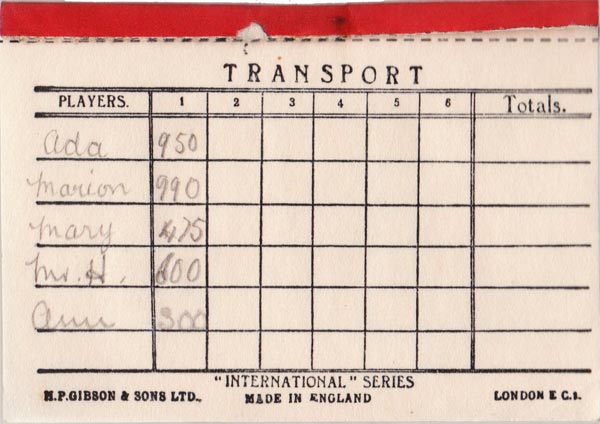 TRANSPORT
PLAYERS. 1 2 3 4 5 6 Totals.
Ada 950
Marion 990
Mary 475
Mr. H. 600
Ann 300
"INTERNATIONAL" SERIES
H.P.GIBSON & SONS LTD., MADE IN ENGLAND LONDON E C.1.